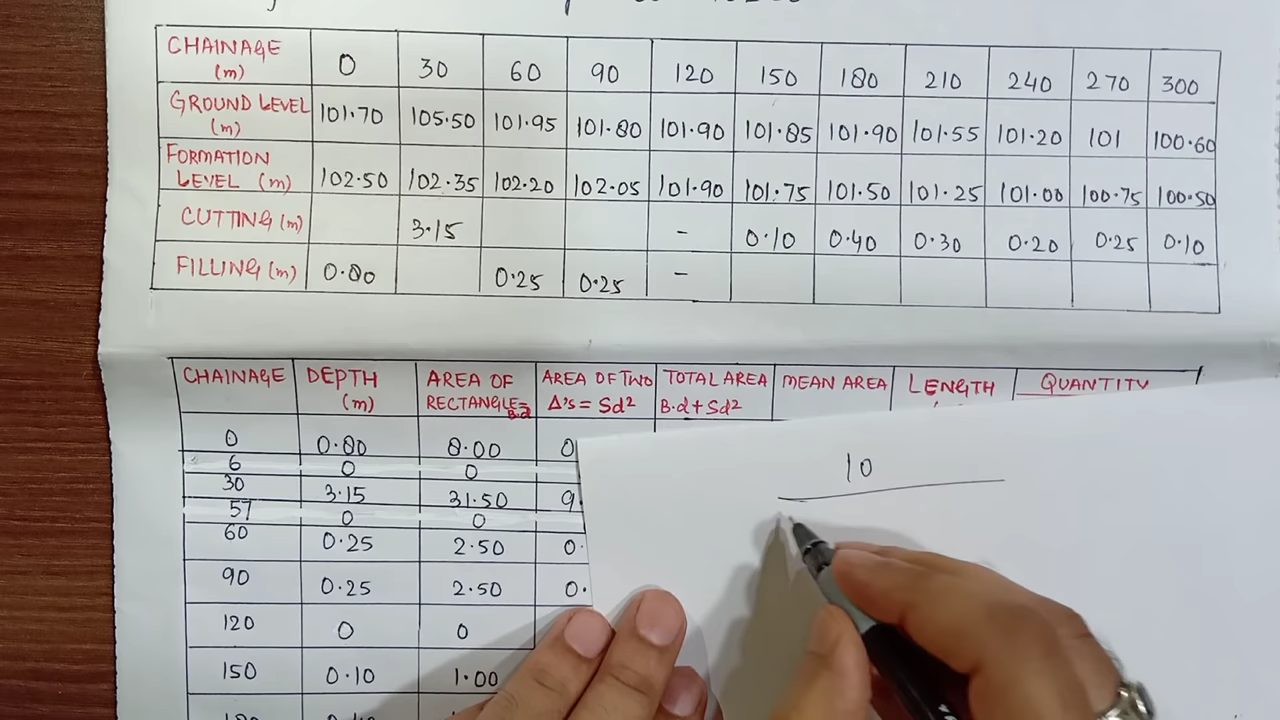 CHAINAGE (m) 0 30 60 90 120 150 180 210 240 270 300
GROUND LEVEL (m) 101.70 105.50 101.95 101.80 101.90 101.85 101.90 101.55 101.20 101 100.60
FORMATION LEVEL (m) 102.50 102.35 102.20 102.05 101.90 101.75 101.50 101.25 101.00 100.75 100.50
CUTTING (m) 3.15 - 0.10 0.40 0.30 0.20 0.25 0.10
FILLING (m) 0.80 0.25 0.25 -
CHAINAGE DEPTH (m) AREA OF RECTANGLE = B.d AREA OF TWO Δ'S = Sd² TOTAL AREA B.d + Sd² MEAN AREA LENGTH QUANTITY
0 0.80 8.00 0
6 0 0
30 3.15 31.50 9.
57 0 0
60 0.25 2.50 0.
90 0.25 2.50 0.
120 0 0
150 0.10 1.00
10